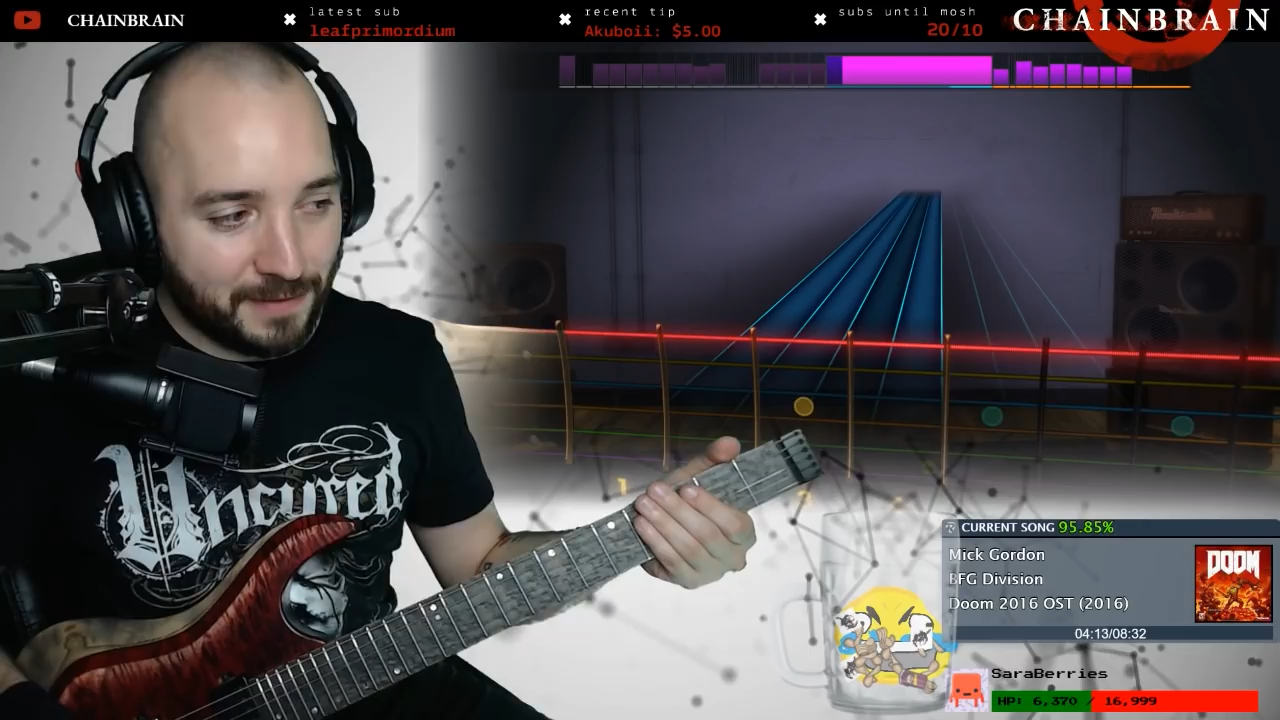 CHAINBRAIN
latest sub
leafprimordium
recent tip
Akuboii: $5.00
subs until mosh
20/10
CHAINBRAIN
Uncured
1
CURRENT SONG 95.85%
Mick Gordon
BFG Division
Doom 2016 OST (2016)
DOOM
04:13/08:32
SaraBerries
HP: 6,370 / 16,999